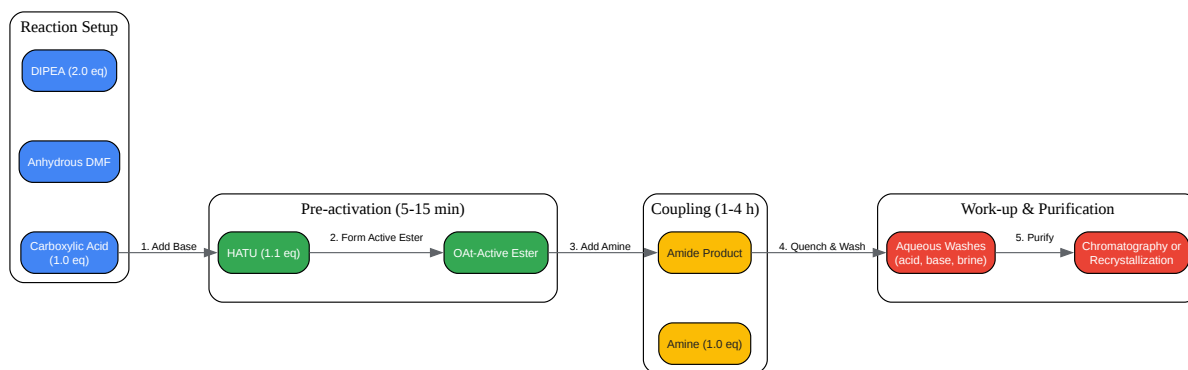 Reaction Setup
DIPEA (2.0 eq)
Anhydrous DMF
Carboxylic Acid
(1.0 eq)
1. Add Base
Pre-activation (5-15 min)
HATU (1.1 eq)
2. Form Active Ester
OAt-Active Ester
3. Add Amine
Coupling (1-4 h)
Amide Product
Amine (1.0 eq)
4. Quench & Wash
Work-up & Purification
Aqueous Washes
(acid, base, brine)
5. Purify
Chromatography or
Recrystallization